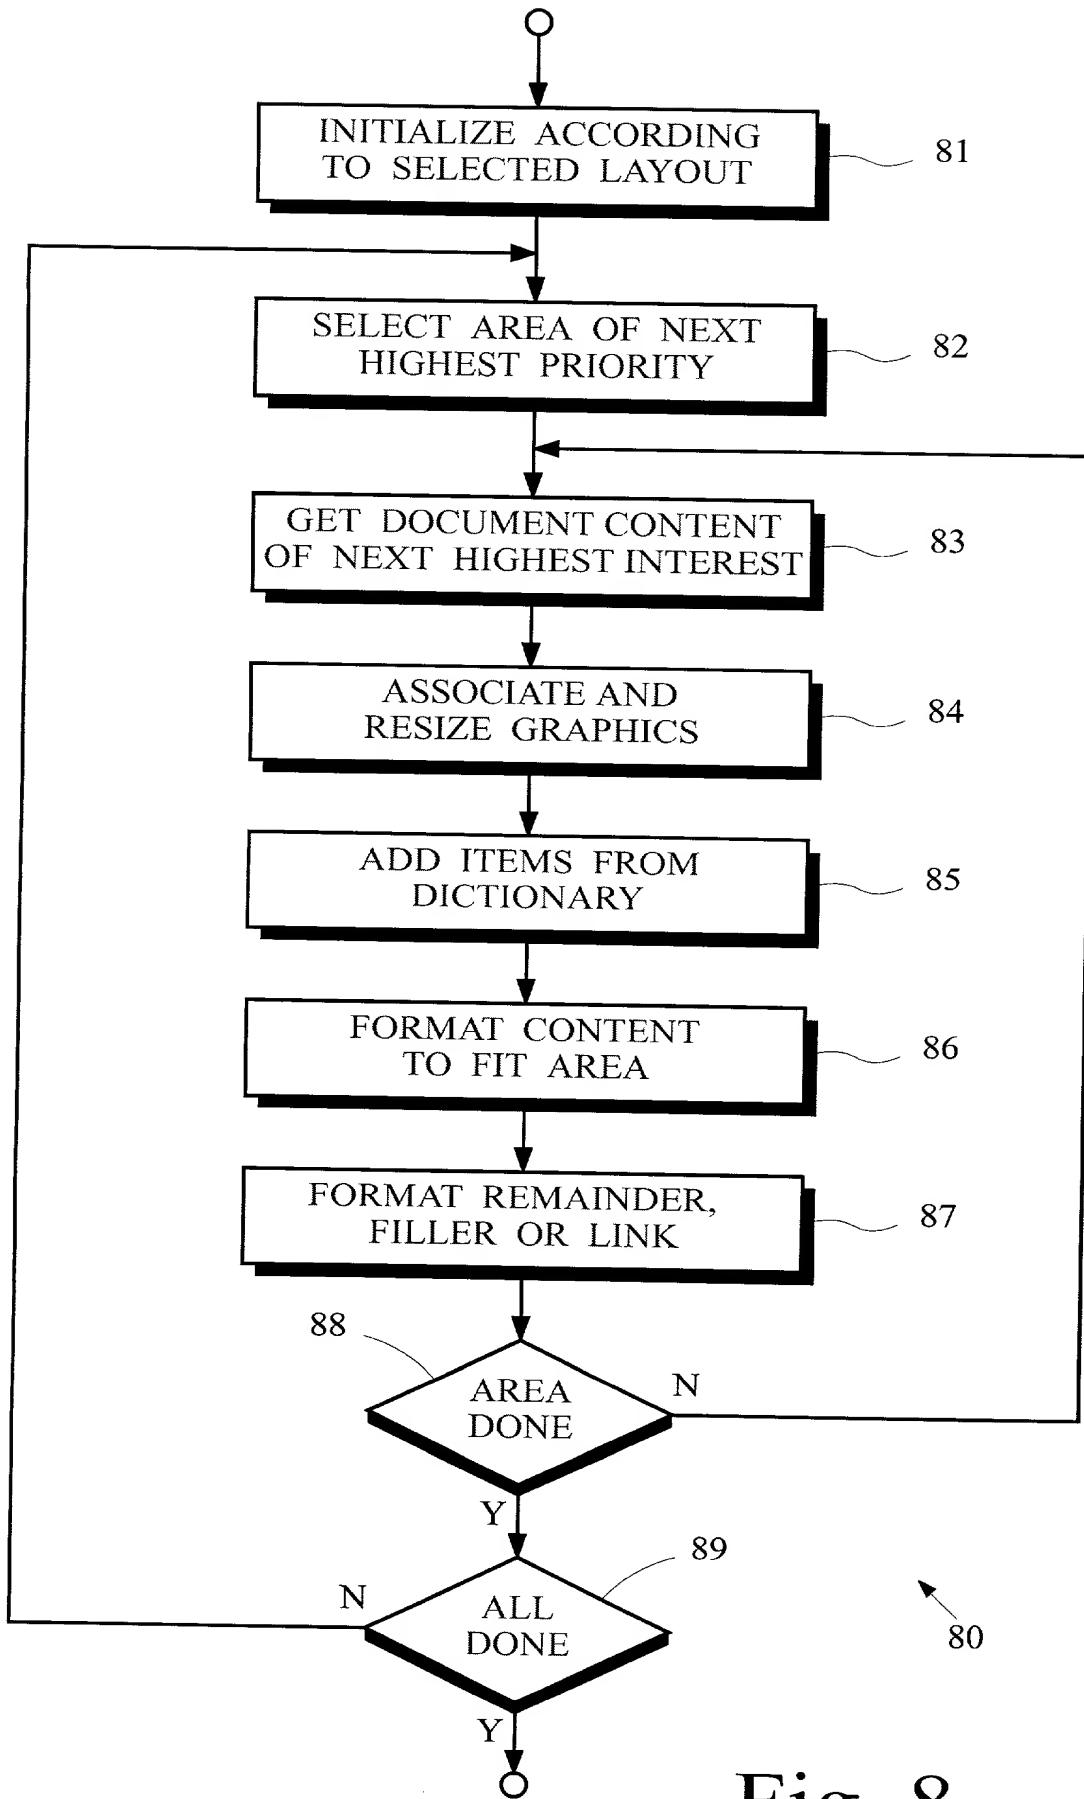 INITIALIZE ACCORDING
TO SELECTED LAYOUT
81
SELECT AREA OF NEXT
HIGHEST PRIORITY
82
GET DOCUMENT CONTENT
OF NEXT HIGHEST INTEREST
83
ASSOCIATE AND
RESIZE GRAPHICS
84
ADD ITEMS FROM
DICTIONARY
85
FORMAT CONTENT
TO FIT AREA
86
FORMAT REMAINDER,
FILLER OR LINK
87
88
AREA
DONE
N
Y
89
N
ALL
DONE
80
Y
Fig. 8